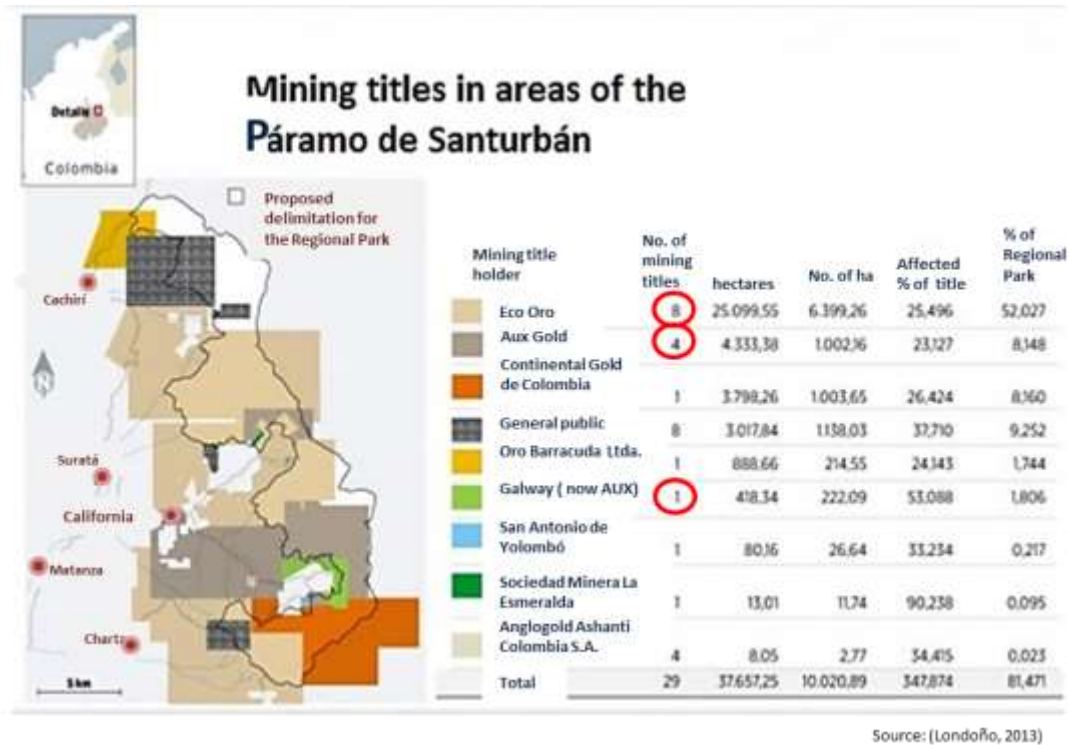 Detalle
Colombia
Mining titles in areas of the
Páramo de Santurbán
Proposed
delimitation for
the Regional Park
Cachirí
N
Suratá
California
Matanza
Charta
5 km
Mining title
holder
No. of
mining
titles
hectares
No. of ha
Affected
% of title
% of
Regional
Park
Eco Oro 8 25.099,55 6.399,26 25,496 52,027
Aux Gold 4 4.333,38 1.002,16 23,127 8,148
Continental Gold
de Colombia 1 3.798,26 1.003,65 26,424 8,160
General public 8 3.017,84 1.138,03 37,710 9,252
Oro Barracuda Ltda. 1 888,66 214,55 24,143 1,744
Galway ( now AUX) 1 418,34 222,09 53,088 1,806
San Antonio de
Yolombó 1 80,16 26,64 33,234 0,217
Sociedad Minera La
Esmeralda 1 13,01 11,74 90,238 0,095
Anglogold Ashanti
Colombia S.A. 4 8,05 2,77 34,415 0,023
Total 29 37.657,25 10.020,89 347,874 81,471
Source: (Londoño, 2013)